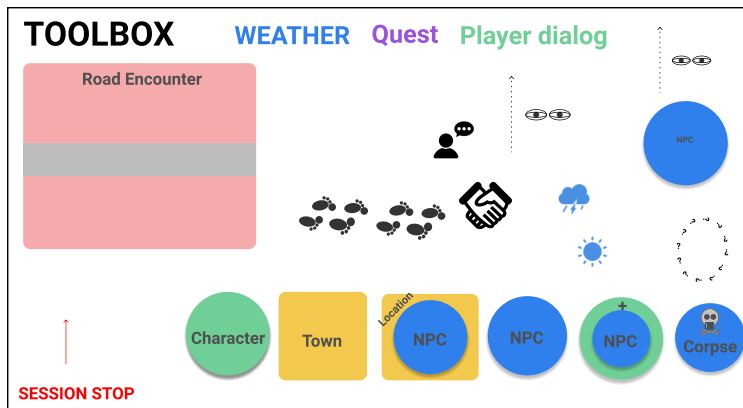 TOOLBOX
WEATHER
Quest
Player dialog
Road Encounter
NPC
? ? ? ? ? ? ? ? ? ? ? ? ? ?
Character
Town
Location
NPC
NPC
+
NPC
Corpse
SESSION STOP